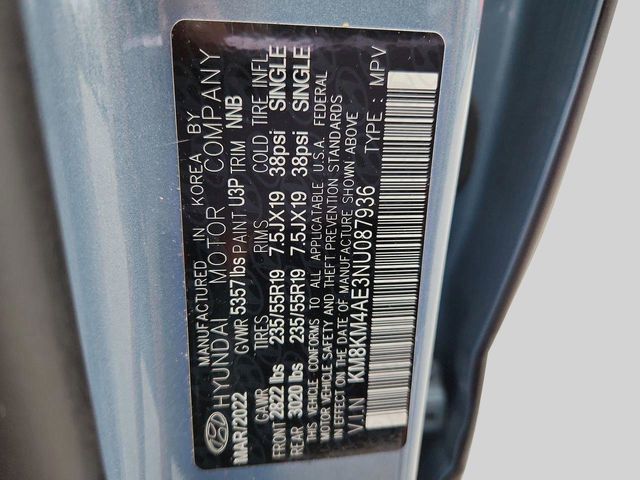 MANUFACTURED IN KOREA BY
HYUNDAI MOTOR COMPANY
MAR/2022 GVWR 5357 lbs PAINT U3P TRIM NNB
GAWR TIRES RIMS COLD TIRE INFL
FRONT 2822 lbs 235/55R19 7.5JX19 38psi SINGLE
REAR 3020 lbs 235/55R19 7.5JX19 38psi SINGLE
THIS VEHICLE CONFORMS TO ALL APPLICABLE U.S.A. FEDERAL
MOTOR VEHICLE SAFETY AND THEFT PREVENTION STANDARDS
IN EFFECT ON THE DATE OF MANUFACTURE SHOWN ABOVE
V.I.N KM8KM4AE3NU087936 TYPE : MPV